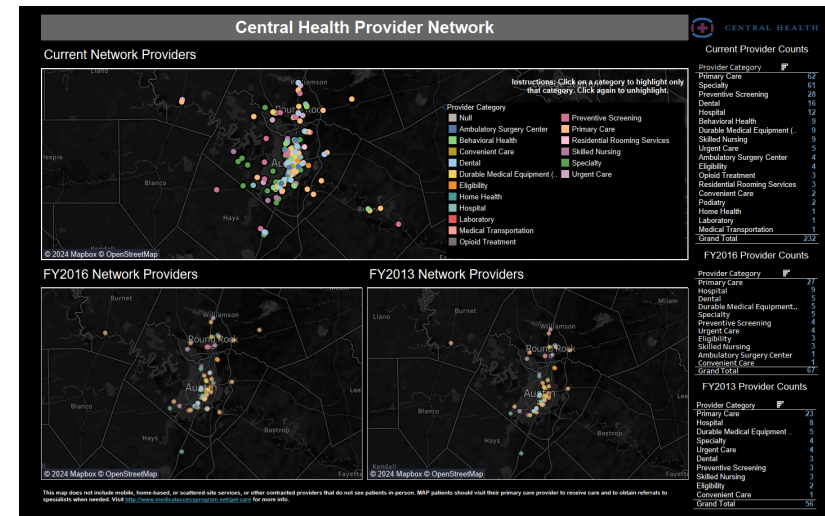 Central Health Provider Network
CENTRAL HEALTH
Current Network Providers
Instructions: Click on a category to highlight only
that category. Click again to unhighlight.
Llano
Williamson
Round Rock
Blanco
Hays
Kendall
Provider Category
Null
Ambulatory Surgery Center
Behavioral Health
Convenient Care
Dental
Durable Medical Equipment (..
Eligibility
Home Health
Hospital
Laboratory
Medical Transportation
Opioid Treatment
Preventive Screening
Primary Care
Residential Rooming Services
Skilled Nursing
Specialty
Urgent Care
© 2024 Mapbox © OpenStreetMap
Current Provider Counts
Provider Category
Primary Care 62
Specialty 61
Preventive Screening 28
Dental 16
Hospital 12
Behavioral Health 9
Durable Medical Equipment (.. 9
Skilled Nursing 9
Urgent Care 5
Ambulatory Surgery Center 4
Eligibility 4
Opioid Treatment 3
Residential Rooming Services 3
Convenient Care 2
Podiatry 2
Home Health 1
Laboratory 1
Medical Transportation 1
Grand Total 232
FY2016 Network Providers
Burnet
Williamson
Round Rock
Austin
Lee
Blanco
Bastrop
Hays
Fayette
© 2024 Mapbox © OpenStreetMap
FY2013 Network Providers
Milam
Llano
Burnet
Williamson
Round Rock
Austin
Lee
Blanco
Bastrop
Hays
Kendall
Fayette
© 2024 Mapbox © OpenStreetMap
FY2016 Provider Counts
Provider Category
Primary Care 27
Hospital 9
Dental 5
Durable Medical Equipment.. 5
Specialty 5
Preventive Screening 4
Urgent Care 4
Eligibility 3
Skilled Nursing 3
Ambulatory Surgery Center 1
Convenient Care 1
Grand Total 67
FY2013 Provider Counts
Provider Category
Primary Care 23
Hospital 8
Durable Medical Equipment .. 5
Specialty 4
Urgent Care 4
Dental 3
Preventive Screening 3
Skilled Nursing 3
Eligibility 2
Convenient Care 1
Grand Total 56
This map does not include mobile, home-based, or scattered-site services, or other contracted providers that do not see patients in-person. MAP patients should visit their primary care provider to receive care and to obtain referrals to
specialists when needed. Visit http://www.medicalaccessprogram.net/get-care for more info.